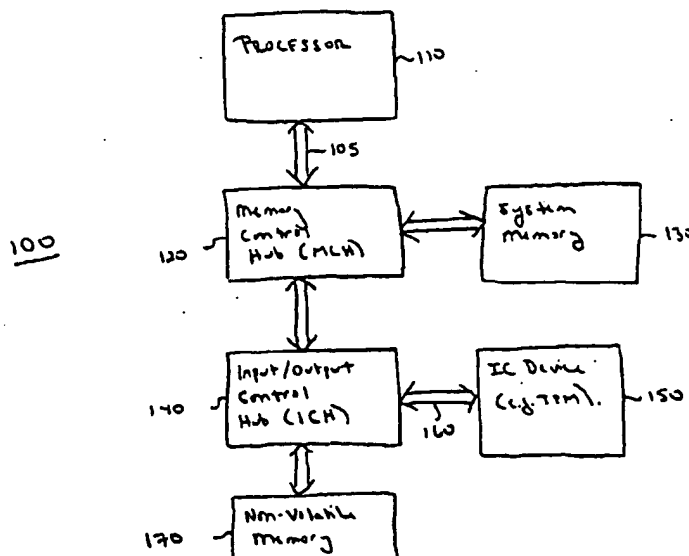 PROCESSOR
110
105
Memory
Control
Hub (MCH)
120
System
Memory
130
100
Input/Output
Control
Hub (ICH)
140
IC Device
(e.g. TPM).
150
160
Non-Volatile
Memory
170